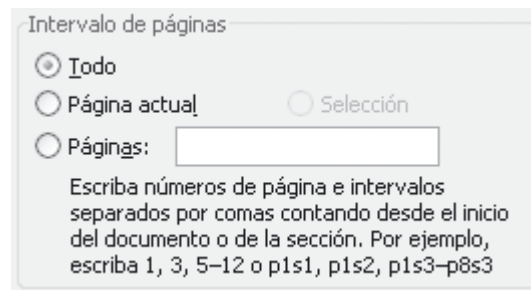 Intervalo de páginas
Todo
Página actual Selección
Páginas:
Escriba números de página e intervalos
separados por comas contando desde el inicio
del documento o de la sección. Por ejemplo,
escriba 1, 3, 5–12 o p1s1, p1s2, p1s3–p8s3